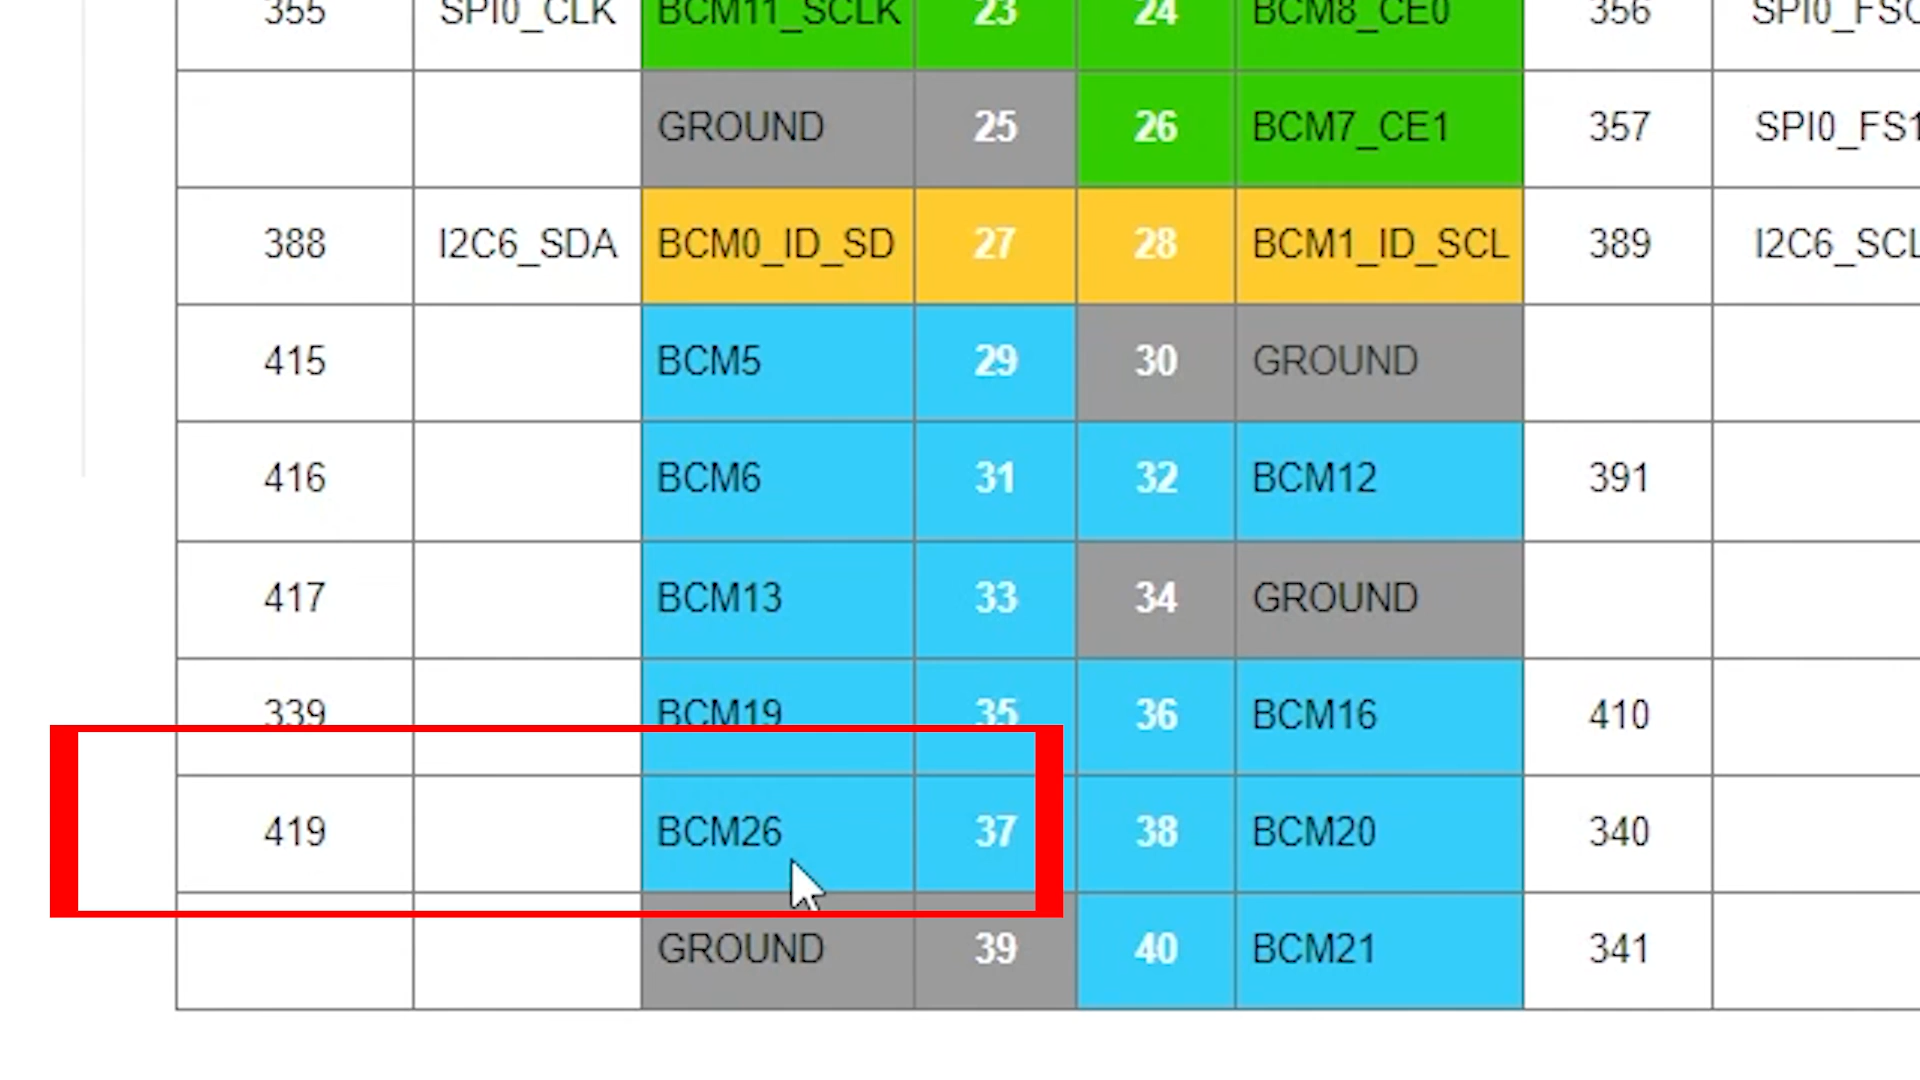 355 SPI0_CLK BCM11_SCLK 23 24 BCM8_CE0 356
GROUND 25 26 BCM7_CE1 357 SPI0_FS1
388 I2C6_SDA BCM0_ID_SD 27 28 BCM1_ID_SCL 389 I2C6_SCL
415 BCM5 29 30 GROUND
416 BCM6 31 32 BCM12 391
417 BCM13 33 34 GROUND
339 BCM19 35 36 BCM16 410
419 BCM26 37 38 BCM20 340
GROUND 39 40 BCM21 341